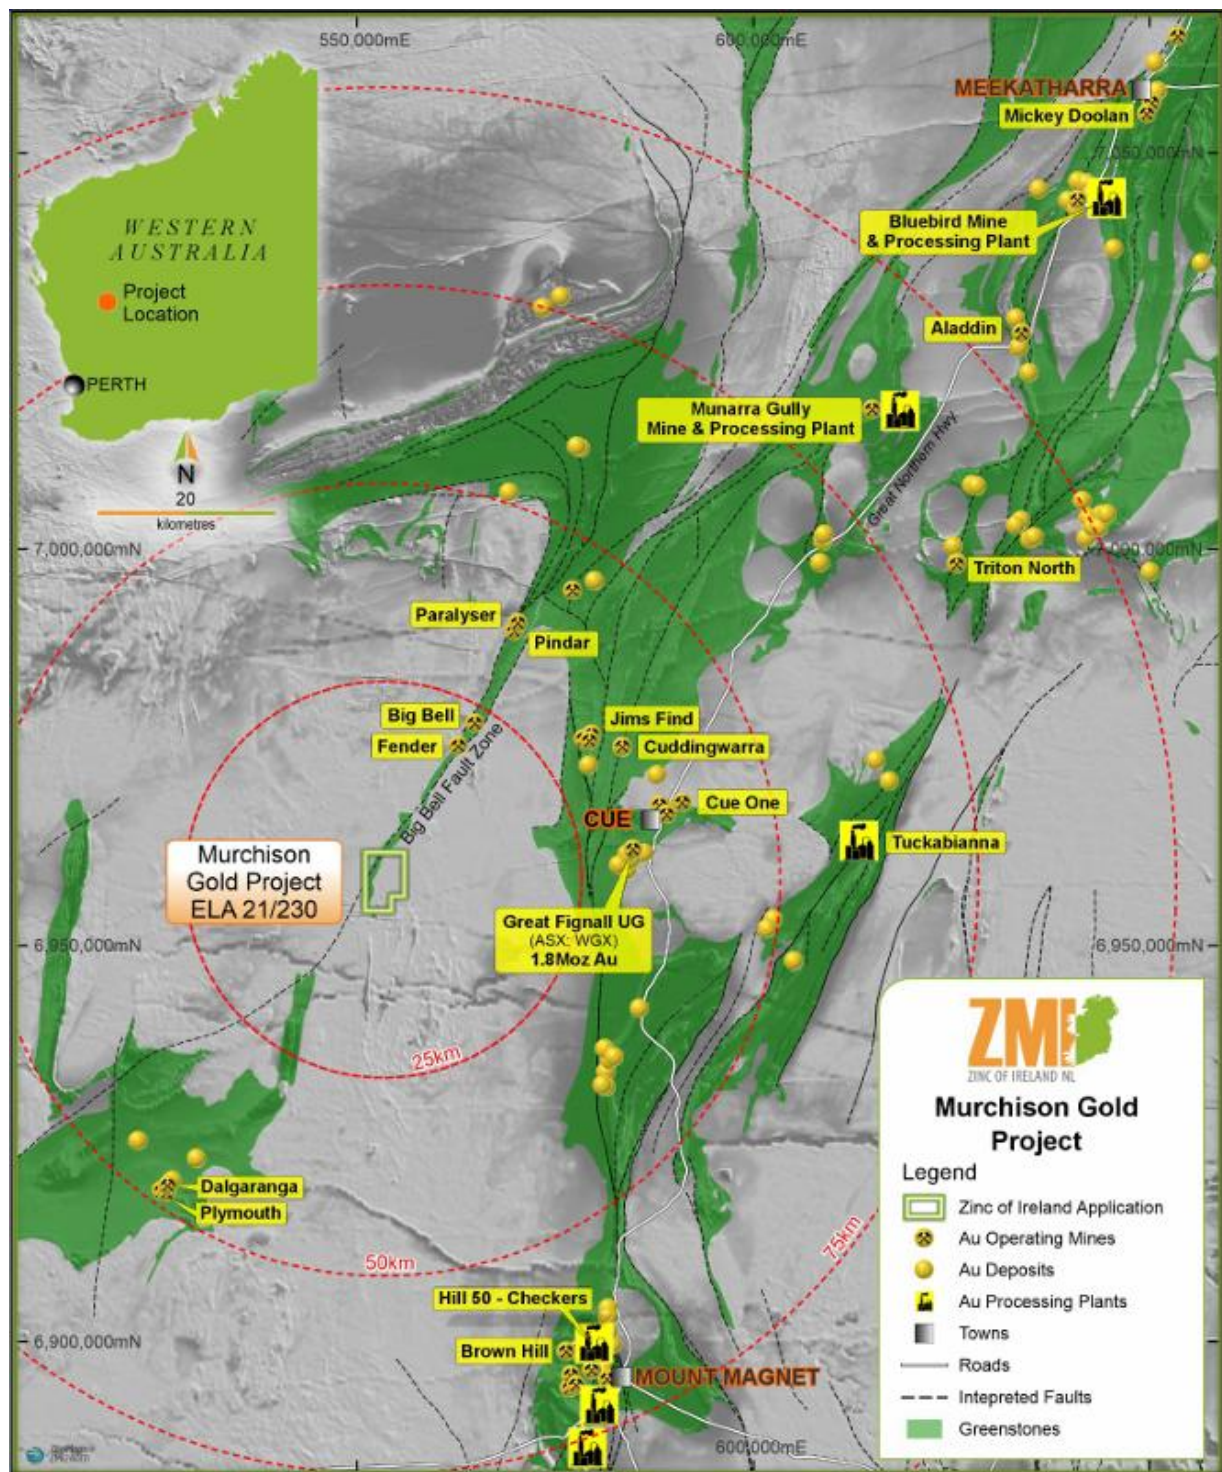 550,000mE
600,000mE
MEEKATHARRA
Mickey Doolan
7,050,000mN
WESTERN
AUSTRALIA
Project
Location
PERTH
N
20
kilometres
Bluebird Mine
& Processing Plant
Aladdin
Munarra Gully
Mine & Processing Plant
Great Northern Hwy
7,000,000mN
7,000,000mN
Triton North
Paralyser
Pindar
Big Bell
Fender
Big Bell Fault Zone
Jims Find
Cuddingwarra
Cue One
CUE
Tuckabianna
Murchison
Gold Project
ELA 21/230
Great Fignall UG
(ASX: WGX)
1.8Moz Au
6,950,000mN
6,950,000mN
25km
50km
75km
Dalgaranga
Plymouth
Hill 50 - Checkers
Brown Hill
MOUNT MAGNET
6,900,000mN
600,000mE
ZMI
ZINC OF IRELAND NL
Murchison Gold
Project
Legend
Zinc of Ireland Application
Au Operating Mines
Au Deposits
Au Processing Plants
Towns
Roads
Intepreted Faults
Greenstones